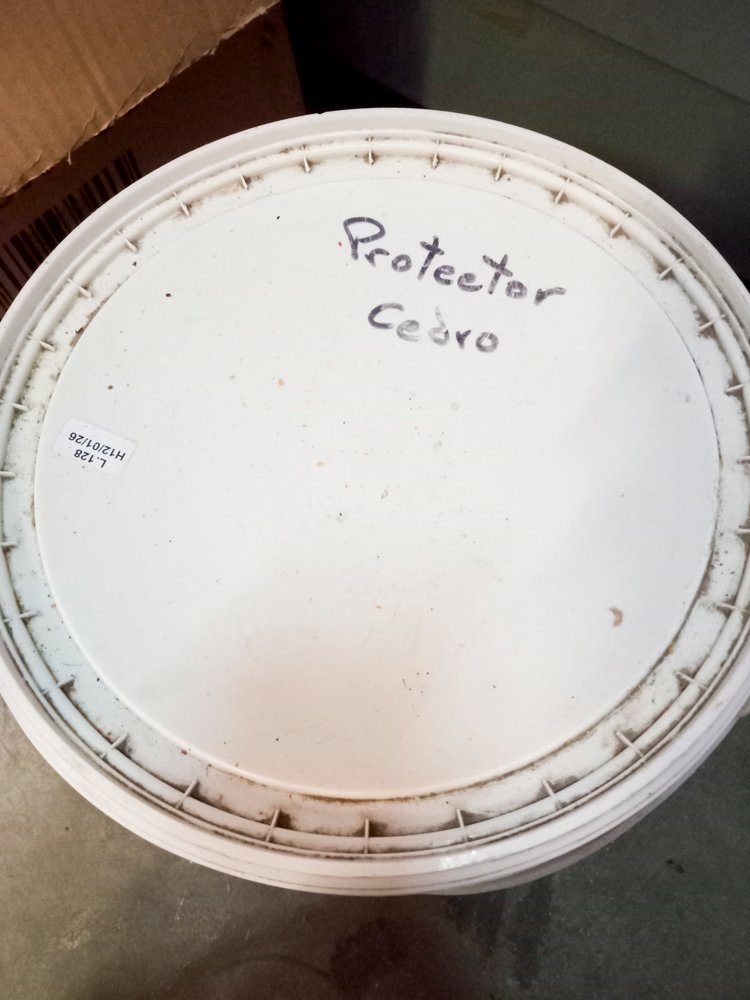 Protector
Cedro
L.128
H12/01/26